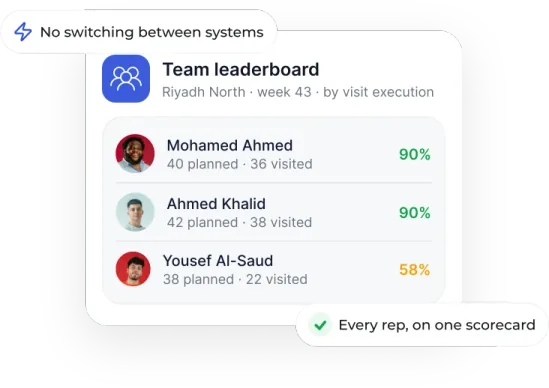 No switching between systems
Team leaderboard
Riyadh North · week 43 · by visit execution
Mohamed Ahmed
40 planned · 36 visited
90%
Ahmed Khalid
42 planned · 38 visited
90%
Yousef Al-Saud
38 planned · 22 visited
58%
Every rep, on one scorecard